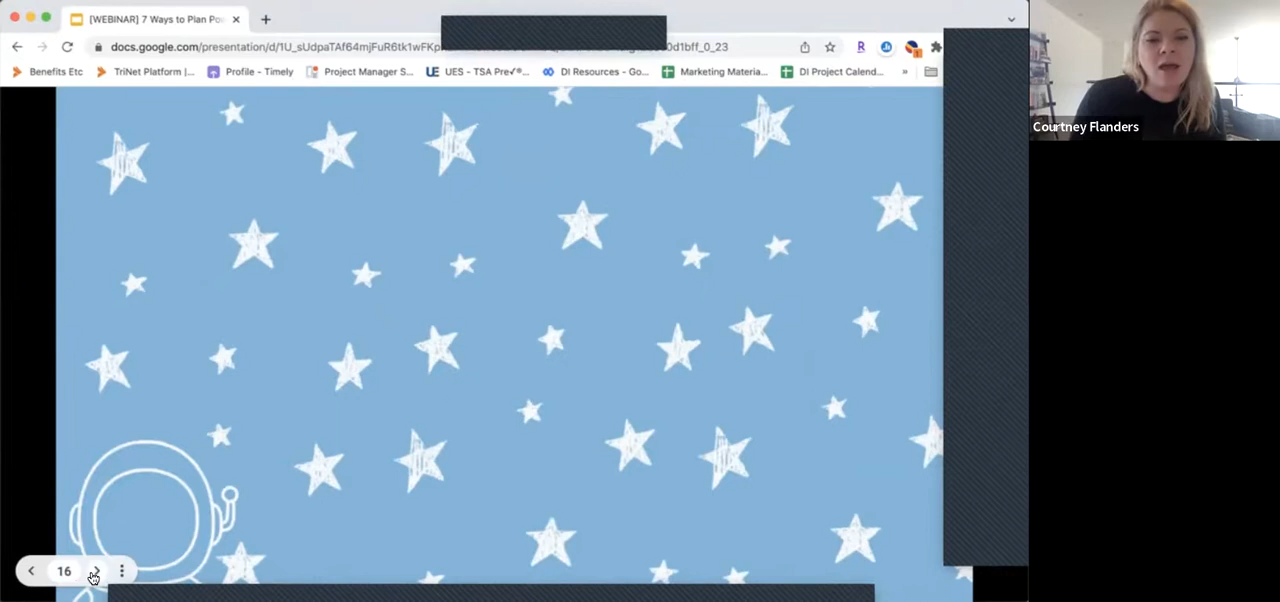 [WEBINAR] 7 Ways to Plan Po
docs.google.com/presentation/d/1U_sUdpaTAf64mjFuR6tk1wFKp 0d1bff_0_23
Benefits Etc TriNet Platform |... Profile - Timely Project Manager S... UES - TSA Pre✓®... DI Resources - Go... Marketing Materia... DI Project Calend... »
Courtney Flanders
16